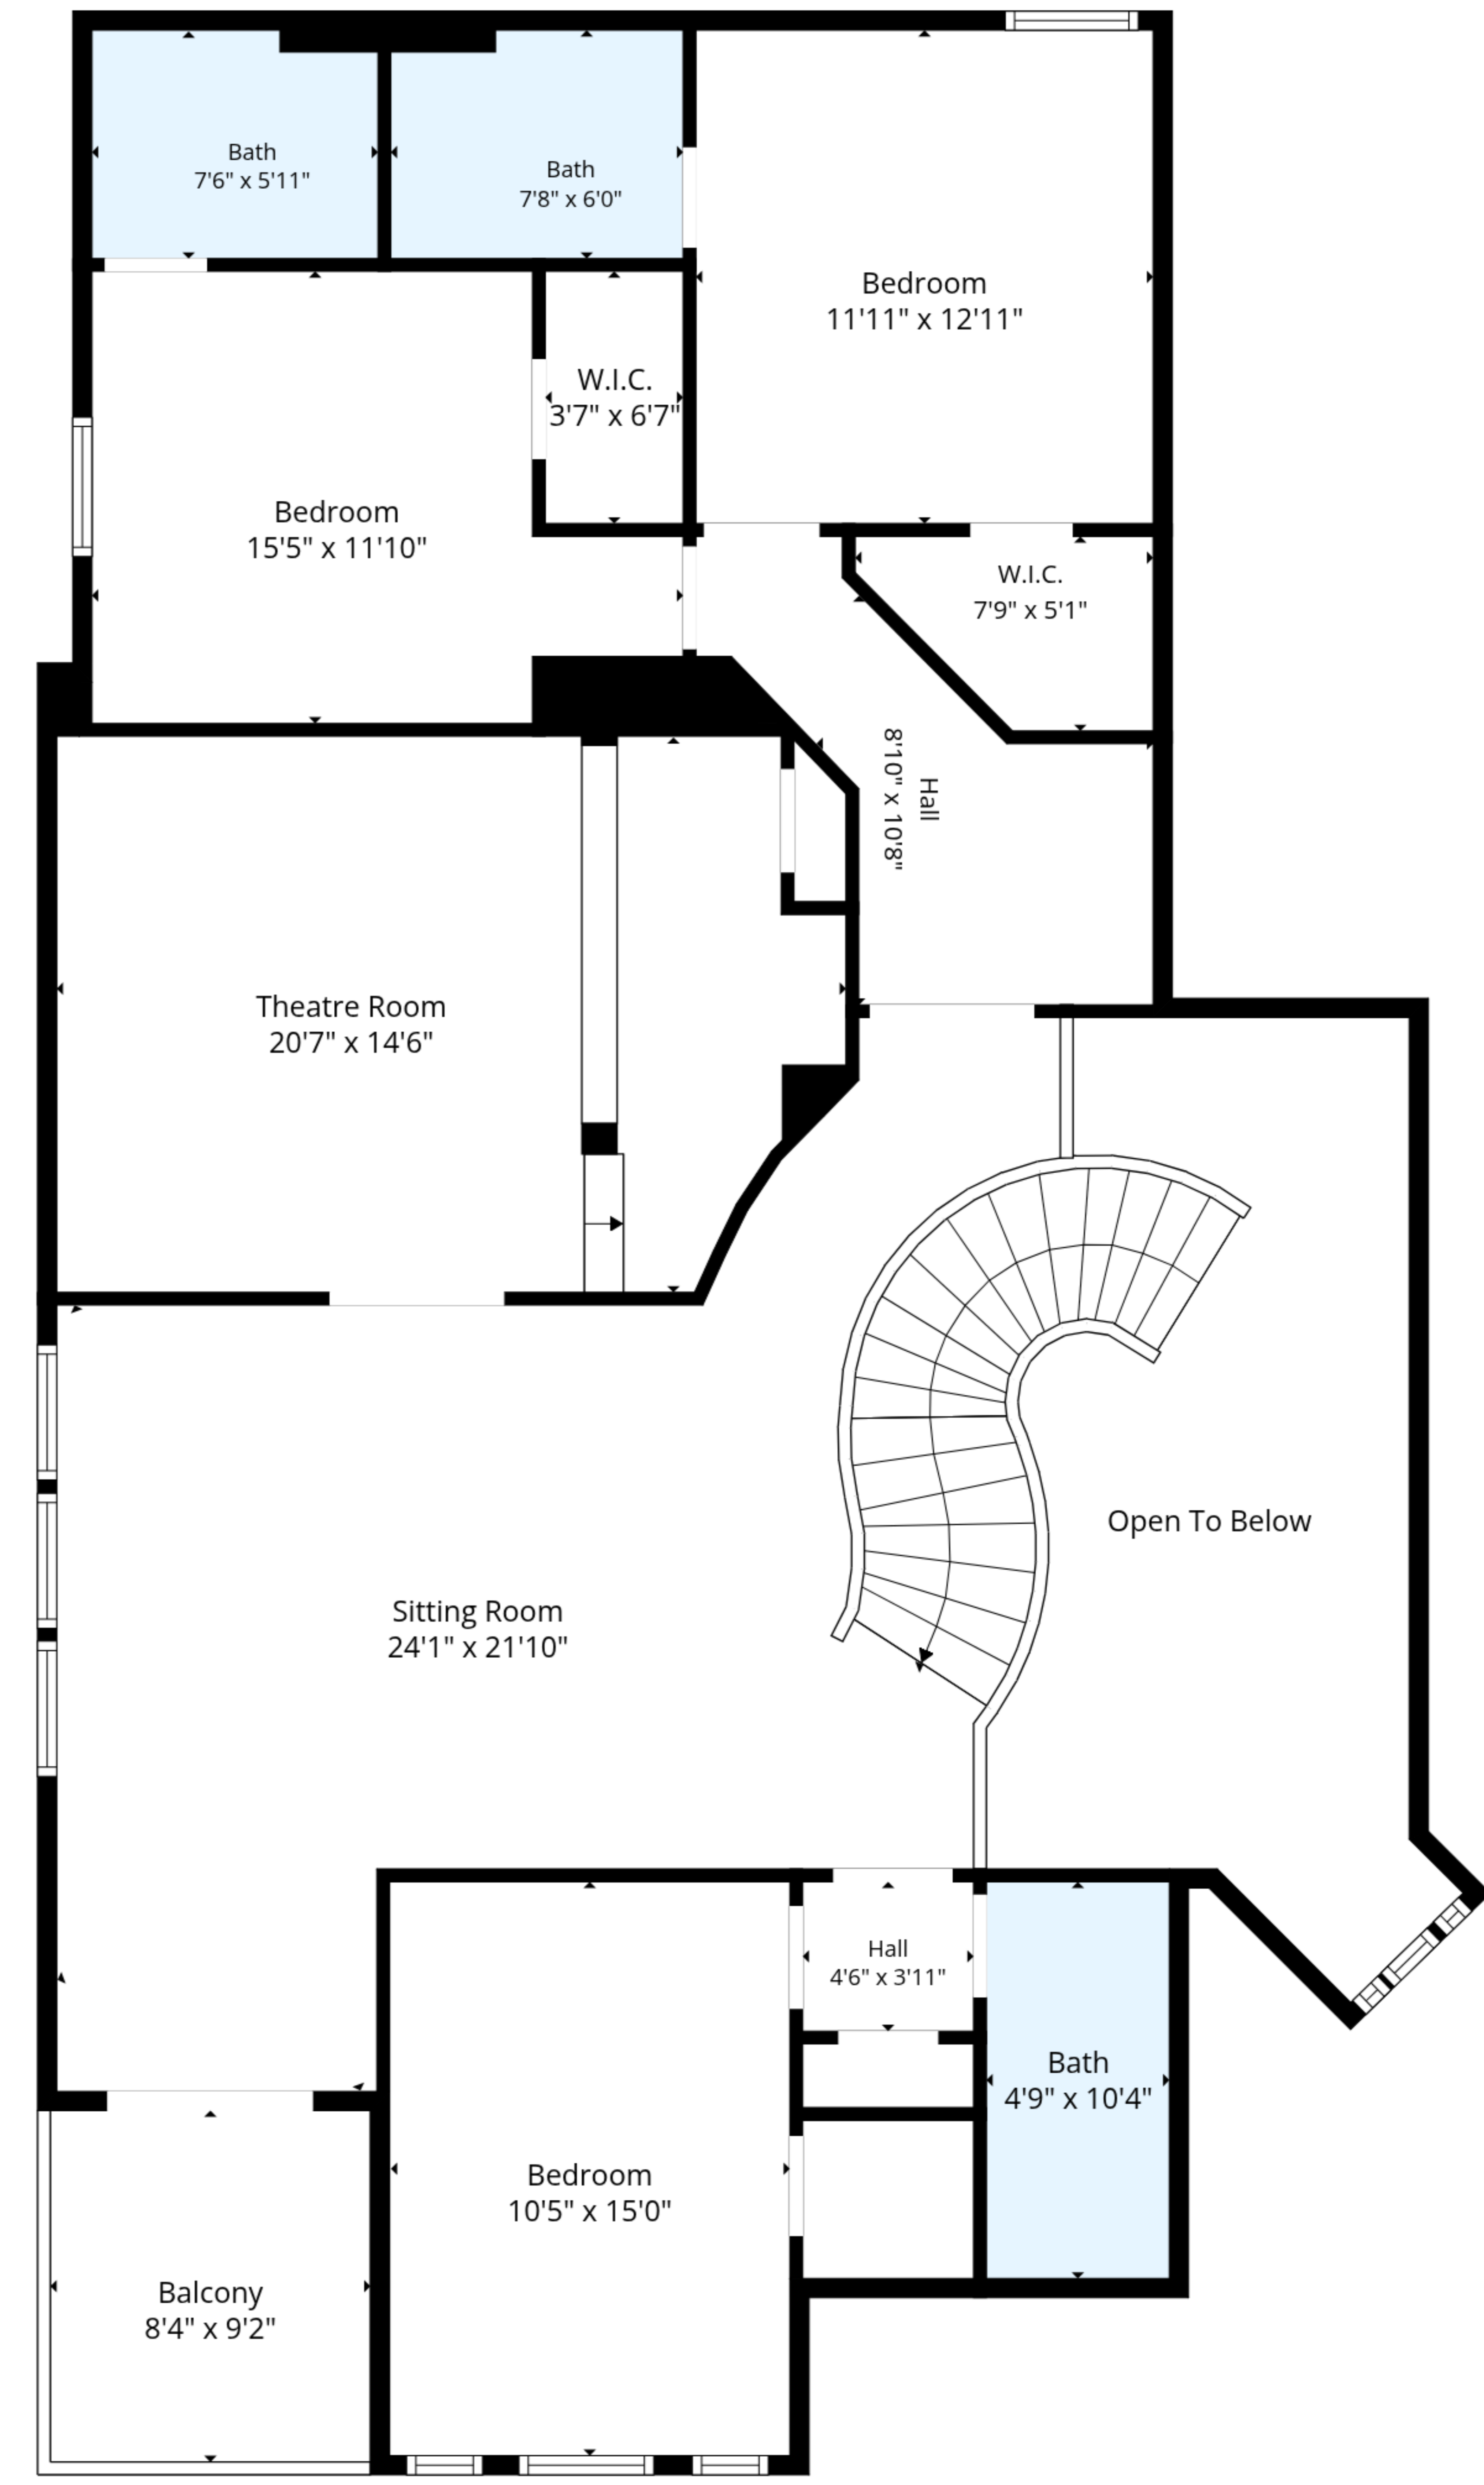 Bath
7'6" x 5'11"
Bath
7'8" x 6'0"
Bedroom
11'11" x 12'11"
W.I.C.
3'7" x 6'7"
Bedroom
15'5" x 11'10"
W.I.C.
7'9" x 5'1"
Hall
8'10" x 10'8"
Theatre Room
20'7" x 14'6"
Open To Below
Sitting Room
24'1" x 21'10"
Hall
4'6" x 3'11"
Bath
4'9" x 10'4"
Bedroom
10'5" x 15'0"
Balcony
8'4" x 9'2"